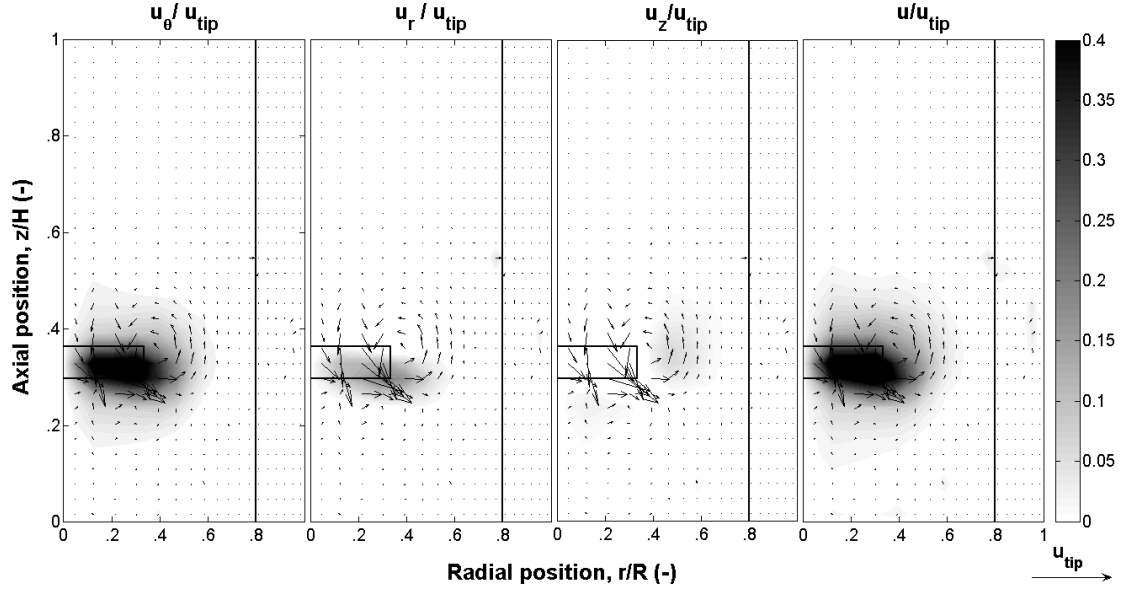 u_θ/ u_tip
u_r / u_tip
u_z/u_tip
u/u_tip
1
.8
.6
.4
.2
0
Axial position, z/H (-)
0 .2 .4 .6 .8
0 .2 .4 .6 .8
0 .2 .4 .6 .8
0 .2 .4 .6 .8 1
0.4
0.35
0.3
0.25
0.2
0.15
0.1
0.05
0
Radial position, r/R (-)
u_tip